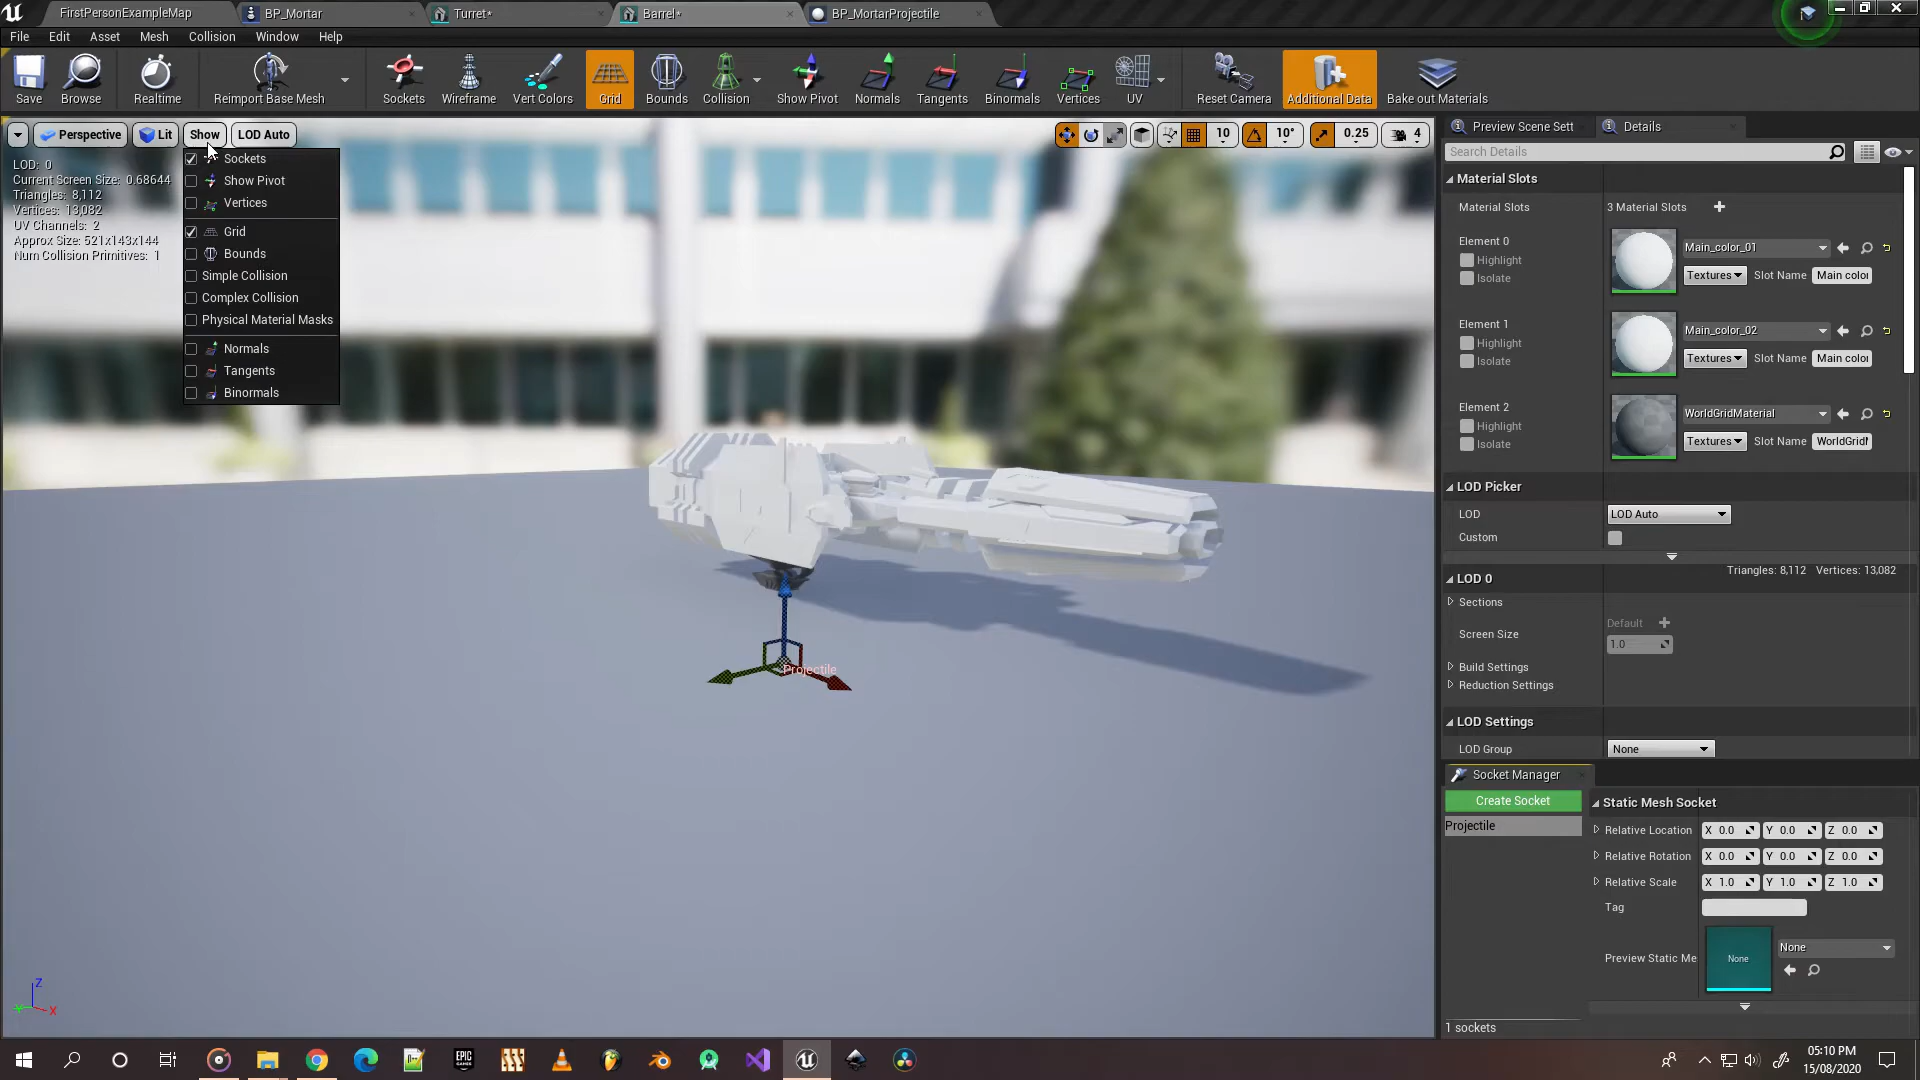 FirstPersonExampleMap
BP_Mortar
Turret*
Barrel*
BP_MortarProjectile
File Edit Asset Mesh Collision Window Help
Save Browse Realtime Reimport Base Mesh Sockets Wireframe Vert Colors Grid Bounds Collision Show Pivot Normals Tangents Binormals Vertices UV Reset Camera Additional Data Bake out Materials
Perspective Lit Show LOD Auto
10 10° 0.25 4
LOD: 0
Current Screen Size: 0.68644
Triangles: 8,112
Vertices: 13,082
UV Channels: 2
Approx Size: 521x143x144
Num Collision Primitives: 1
Sockets
Show Pivot
Vertices
Grid
Bounds
Simple Collision
Complex Collision
Physical Material Masks
Normals
Tangents
Binormals
Projectile
Z
Y X
Preview Scene Sett
Details
Search Details
Material Slots
Material Slots 3 Material Slots
Element 0
Highlight
Isolate
Main_color_01
Textures Slot Name Main color
Element 1
Highlight
Isolate
Main_color_02
Textures Slot Name Main color
Element 2
Highlight
Isolate
WorldGridMaterial
Textures Slot Name WorldGridM
LOD Picker
LOD LOD Auto
Custom
LOD 0
Triangles: 8,112 Vertices: 13,082
Sections
Screen Size Default
1.0
Build Settings
Reduction Settings
LOD Settings
LOD Group None
Socket Manager
Create Socket
Projectile
1 sockets
Static Mesh Socket
Relative Location X 0.0 Y 0.0 Z 0.0
Relative Rotation X 0.0 Y 0.0 Z 0.0
Relative Scale X 1.0 Y 1.0 Z 1.0
Tag
Preview Static Me
None
None
EPIC
GAMES
05:10 PM
15/08/2020